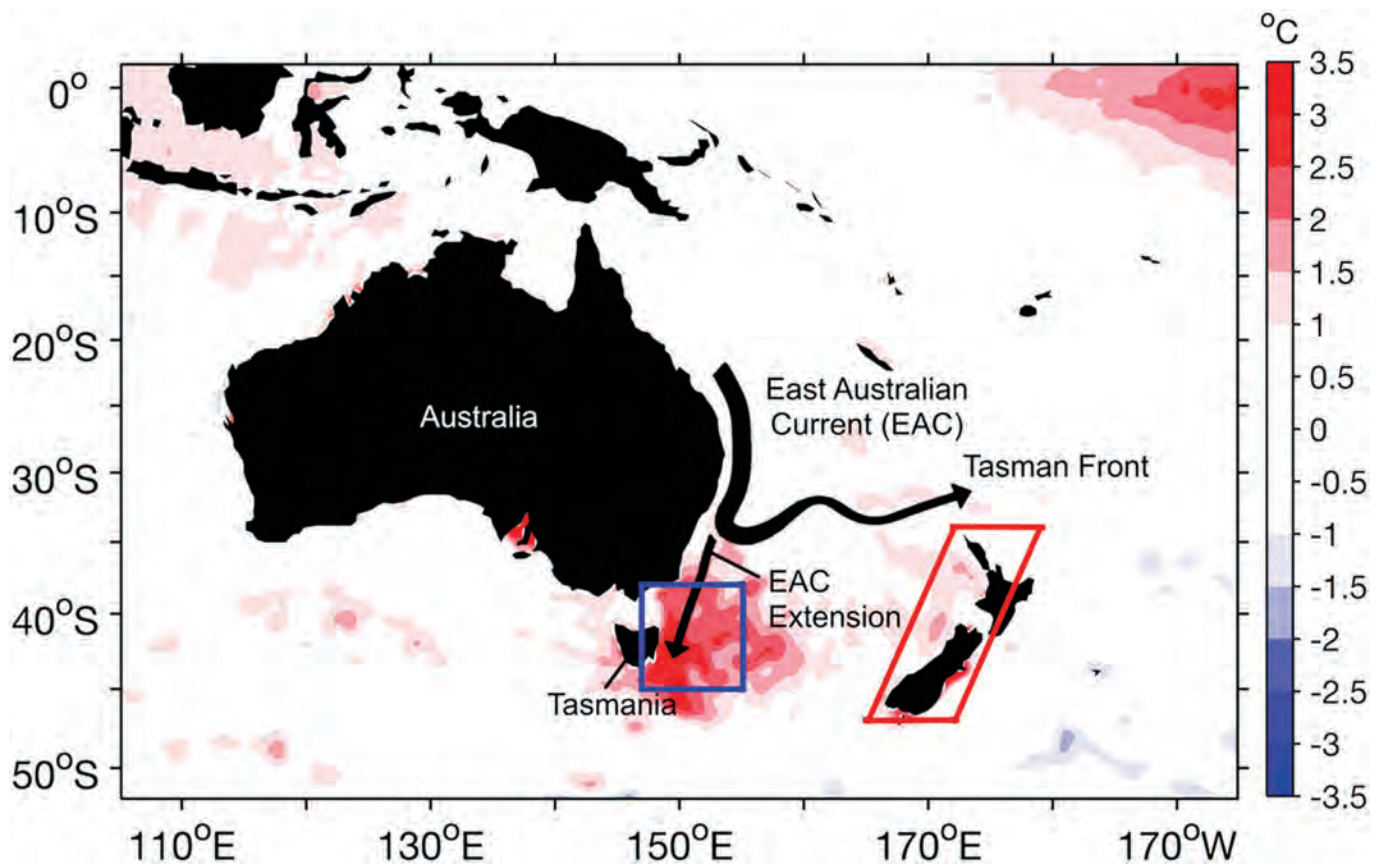 °C
3.5
3
2.5
2
1.5
1
0.5
0
-0.5
-1
-1.5
-2
-2.5
-3
-3.5
0°
10°S
20°S
30°S
40°S
50°S
Australia
East Australian
Current (EAC)
Tasman Front
EAC
Extension
Tasmania
110°E
130°E
150°E
170°E
170°W